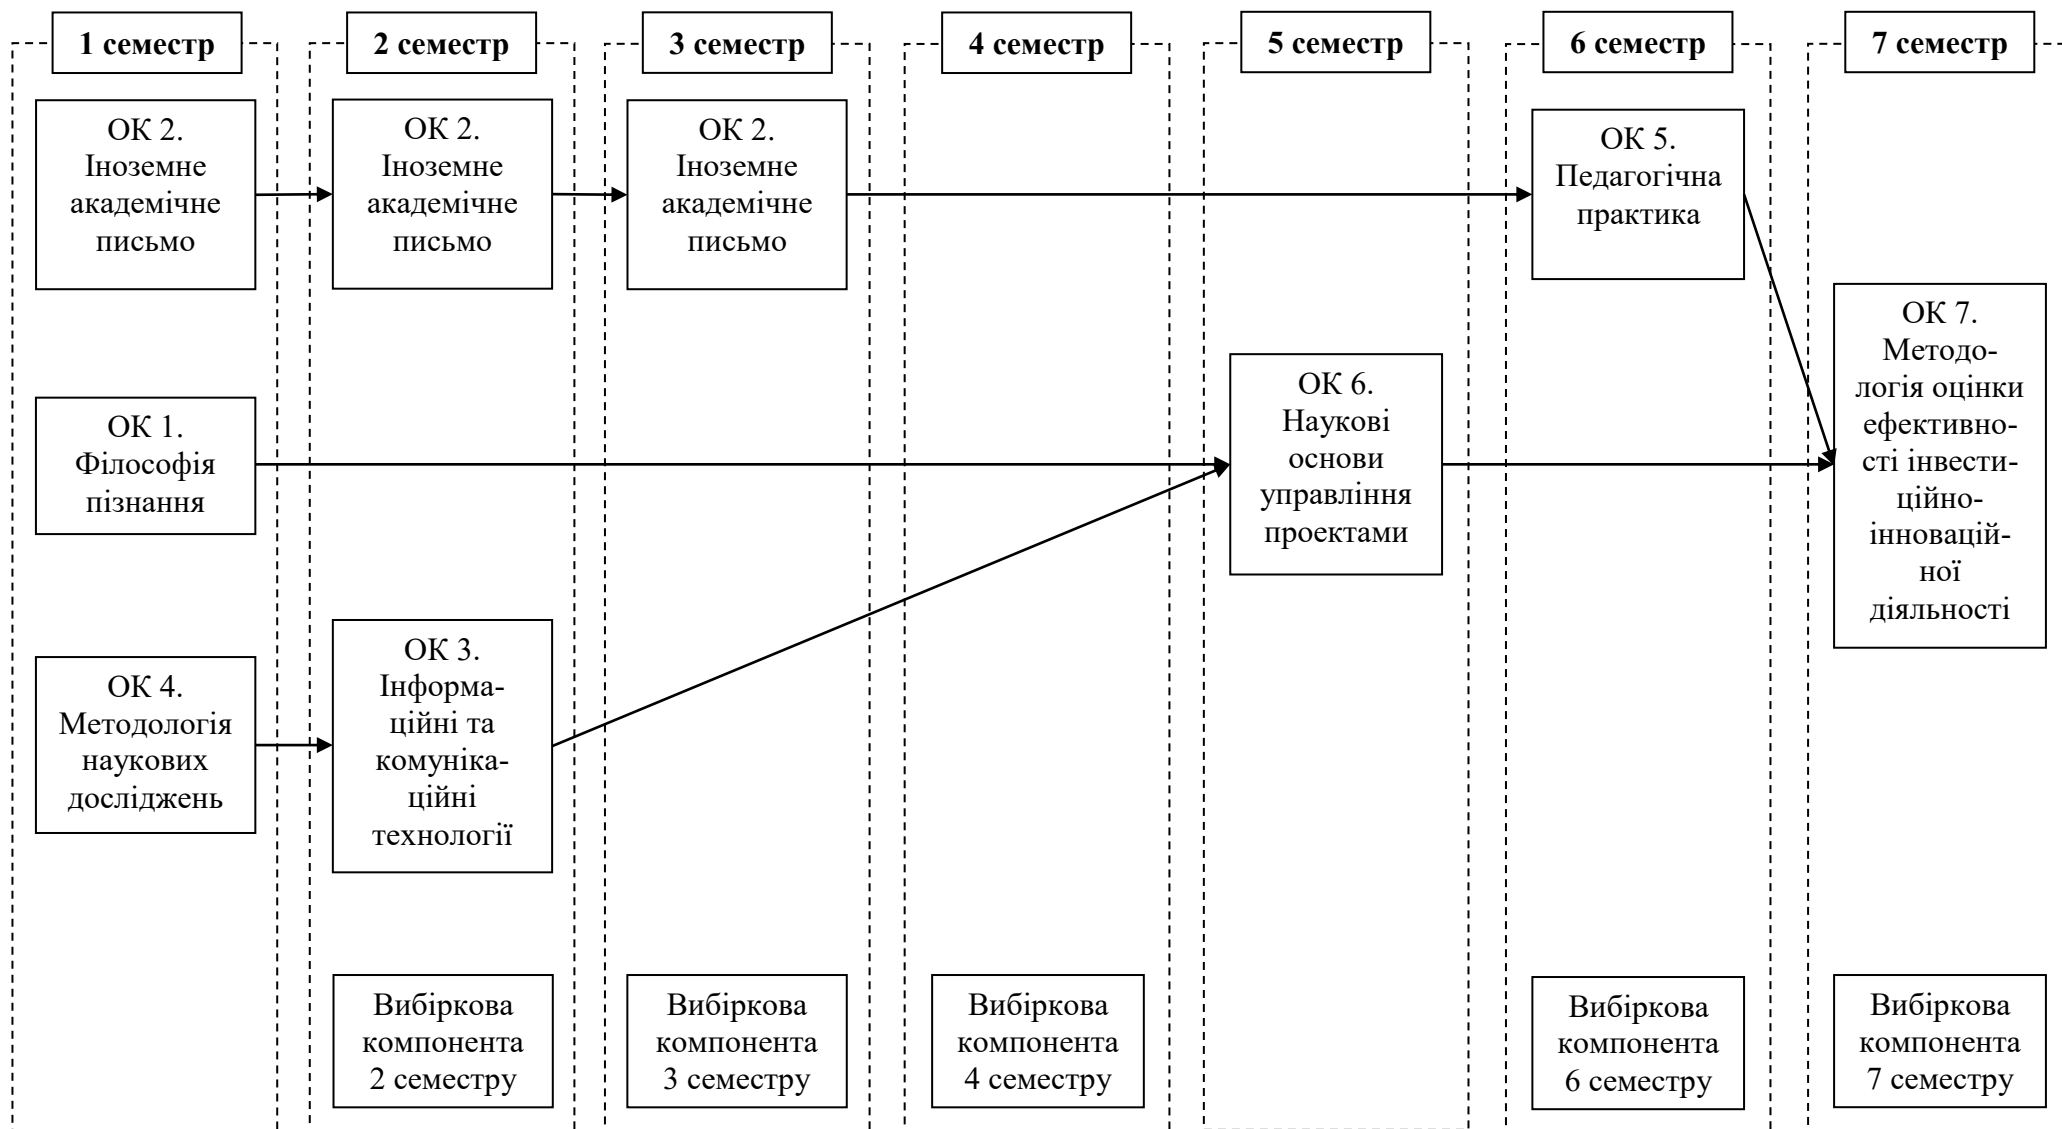 1 семестр
2 семестр
3 семестр
4 семестр
5 семестр
6 семестр
7 семестр
ОК 2.
Іноземне
академічне
письмо
ОК 2.
Іноземне
академічне
письмо
ОК 2.
Іноземне
академічне
письмо
ОК 5.
Педагогічна
практика
ОК 1.
Філософія
пізнання
ОК 6.
Наукові
основи
управління
проектами
ОК 7.
Методо-
логія оцінки
ефективно-
сті інвести-
ційно-
інноваційй-
ної
діяльності
ОК 4.
Методологія
наукових
досліджень
ОК 3.
Інформа-
ційні та
комуніка-
ційні
технології
Вибіркова
компонента
2 семестру
Вибіркова
компонента
3 семестру
Вибіркова
компонента
4 семестру
Вибіркова
компонента
6 семестру
Вибіркова
компонента
7 семестру